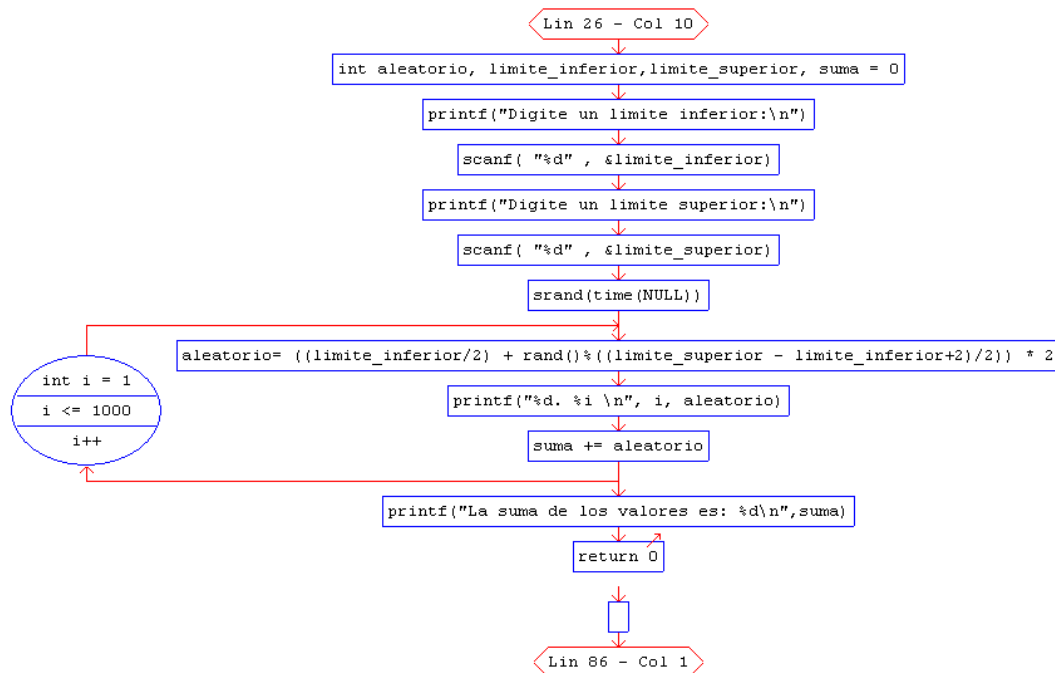 Lin 26 - Col 10
int aleatorio, limite_inferior,limite_superior, suma = 0
printf("Digite un limite inferior:\n")
scanf( "%d" , &limite_inferior)
printf("Digite un limite superior:\n")
scanf( "%d" , &limite_superior)
srand(time(NULL))
aleatorio= ((limite_inferior/2) + rand()%((limite_superior - limite_inferior+2)/2)) * 2
int i = 1
i <= 1000
i++
printf("%d. %i \n", i, aleatorio)
suma += aleatorio
printf("La suma de los valores es: %d\n",suma)
return 0
Lin 86 - Col 1